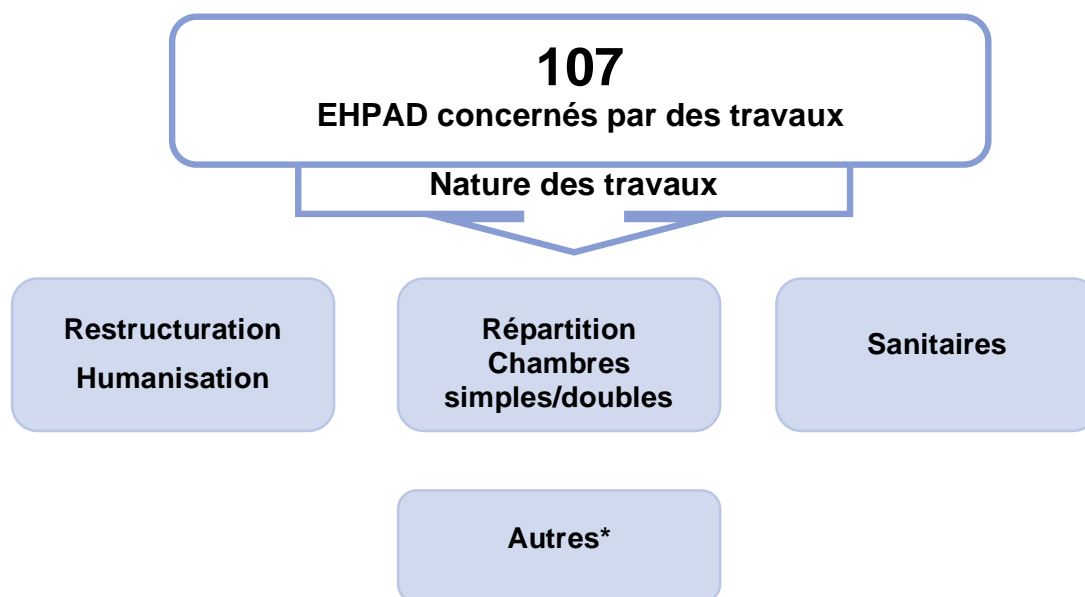 107
EHPAD concernés par des travaux
Nature des travaux
Restructuration
Humanisation
Répartition
Chambres
simples/doubles
Sanitaires
Autres*